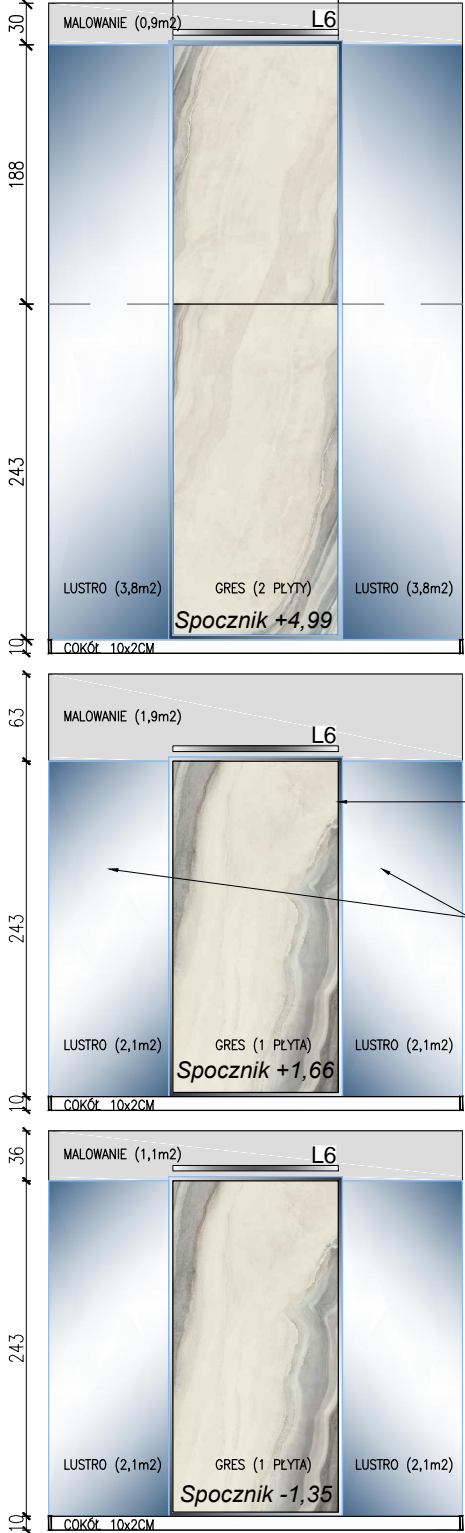 30
MALOWANIE (0,9m2)
L6
188
243
LUSTRO (3,8m2)
GRES (2 PŁYTY)
LUSTRO (3,8m2)
Spocznik +4,99
10
COKÓŁ 10x2CM
63
MALOWANIE (1,9m2)
L6
243
LUSTRO (2,1m2)
GRES (1 PŁYTA)
LUSTRO (2,1m2)
Spocznik +1,66
10
COKÓŁ 10x2CM
36
MALOWANIE (1,1m2)
L6
243
LUSTRO (2,1m2)
GRES (1 PŁYTA)
LUSTRO (2,1m2)
Spocznik -1,35
10
COKÓŁ 10x2CM